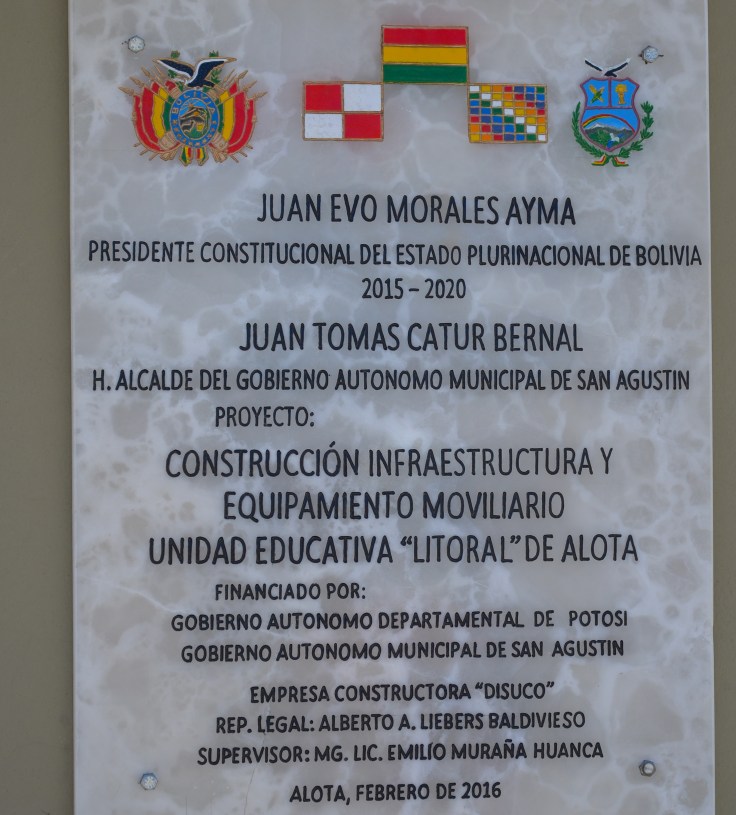 JUAN EVO MORALES AYMA
PRESIDENTE CONSTITUCIONAL DEL ESTADO PLURINACIONAL DE BOLIVIA
2015 – 2020
JUAN TOMAS CATUR BERNAL
H. ALCALDE DEL GOBIERNO AUTONOMO MUNICIPAL DE SAN AGUSTIN
PROYECTO:
CONSTRUCCIÓN INFRAESTRUCTURA Y
EQUIPAMIENTO MOVILIARIO
UNIDAD EDUCATIVA “LITORAL” DE ALOTA
FINANCIADO POR:
GOBIERNO AUTONOMO DEPARTAMENTAL DE POTOSI
GOBIERNO AUTONOMO MUNICIPAL DE SAN AGUSTIN
EMPRESA CONSTRUCTORA “DISUCO”
REP. LEGAL: ALBERTO A. LIEBERS BALDIVIESO
SUPERVISOR: MG. LIC. EMILIO MURAÑA HUANCA
ALOTA, FEBRERO DE 2016